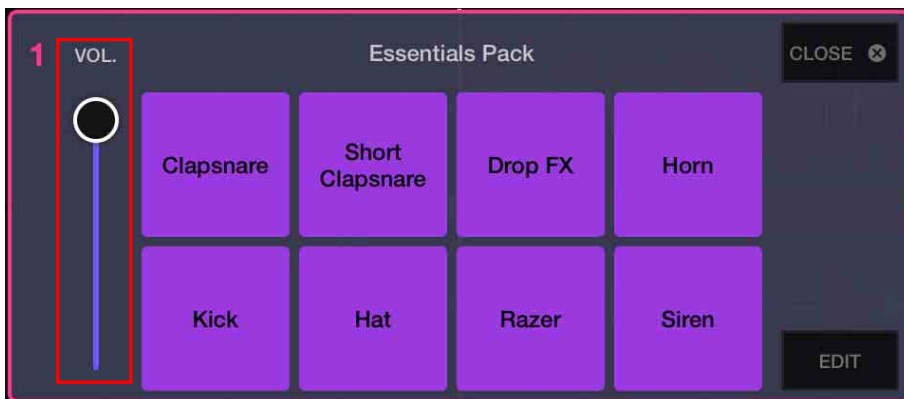 1
VOL.
Essentials Pack
CLOSE
Clapsnare
Short
Clapsnare
Drop FX
Horn
Kick
Hat
Razer
Siren
EDIT